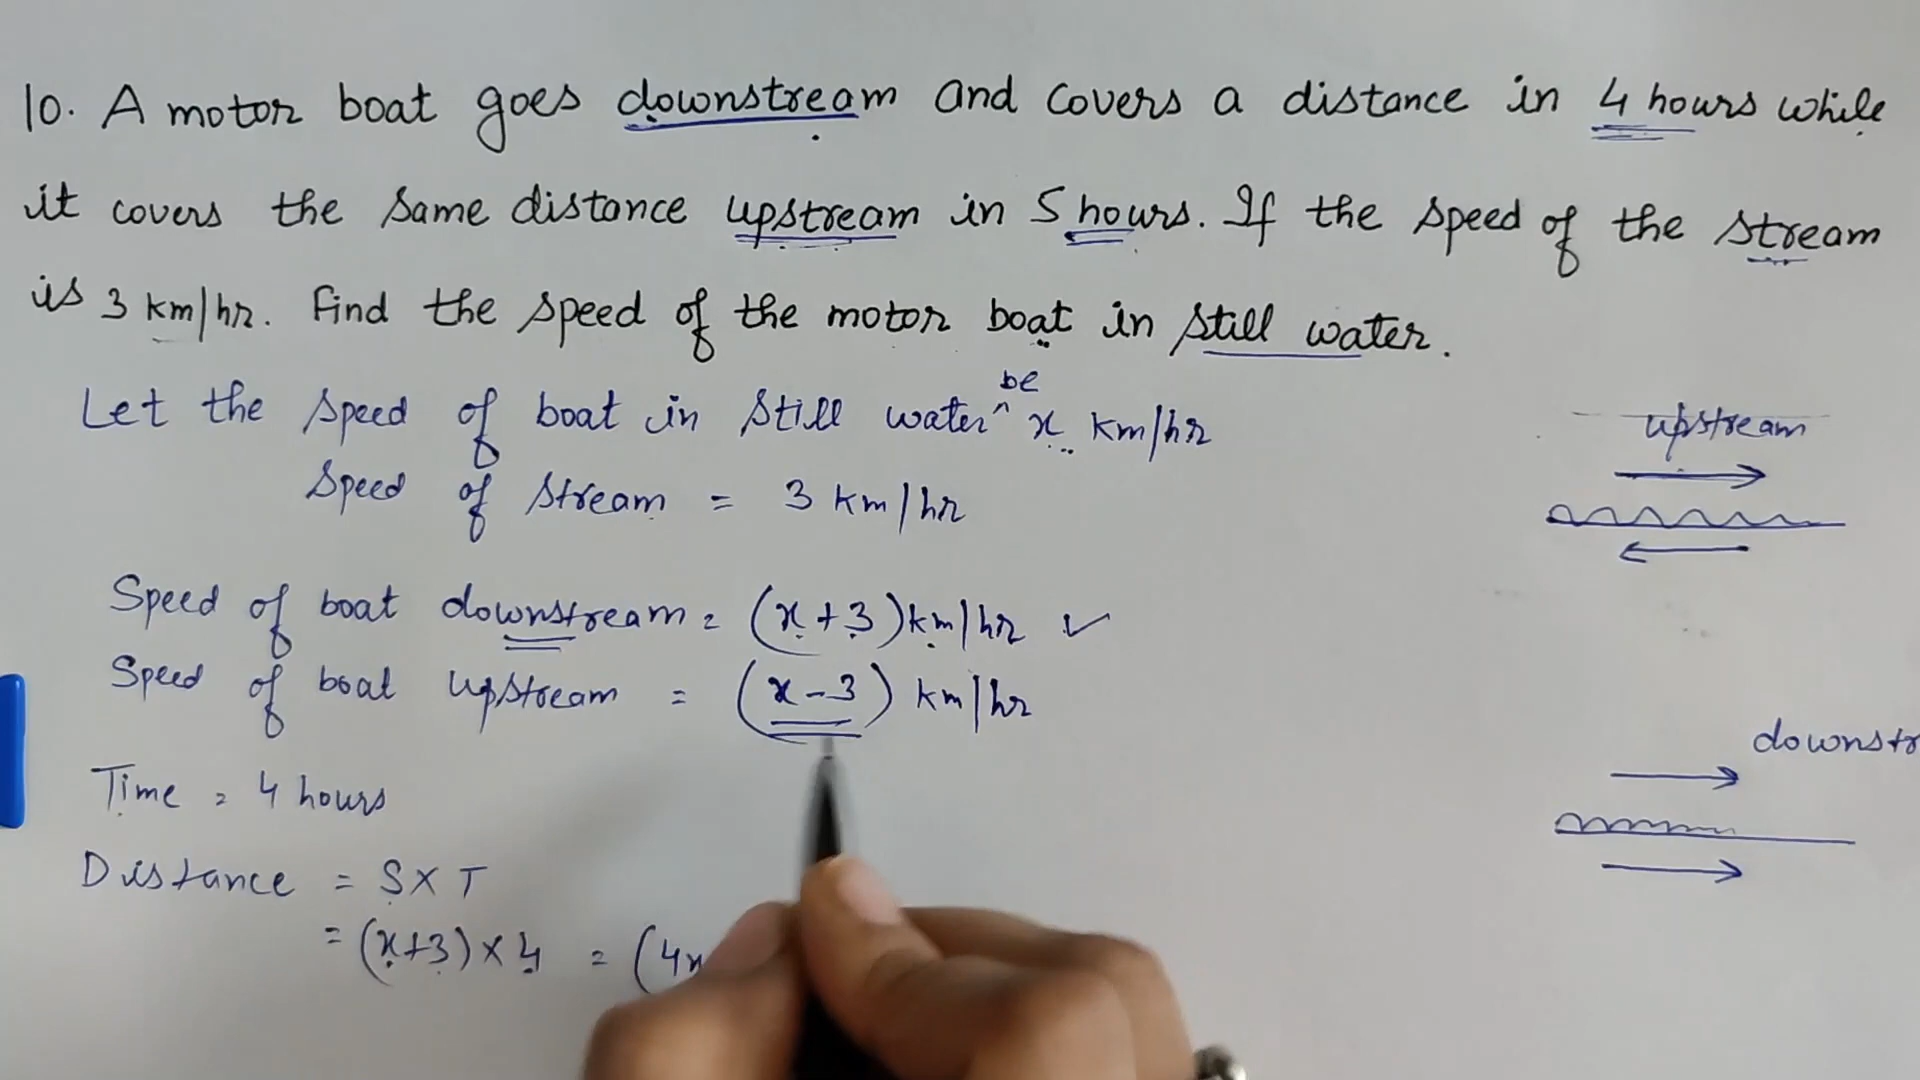 10. A motor boat goes downstream and covers a distance in 4 hours while
it covers the same distance upstream in 5 hours. If the speed of the stream
is 3 km/hr. Find the speed of the motor boat in still water.
Let the speed of boat in still water be x km/hr
Speed of stream = 3 km/hr
upstream
Speed of boat downstream = (x+3) km/hr ✓
Speed of boat upstream = (x-3) km/hr
downstr
Time = 4 hours
Distance = S X T
= (x+3) × 4 = (4x